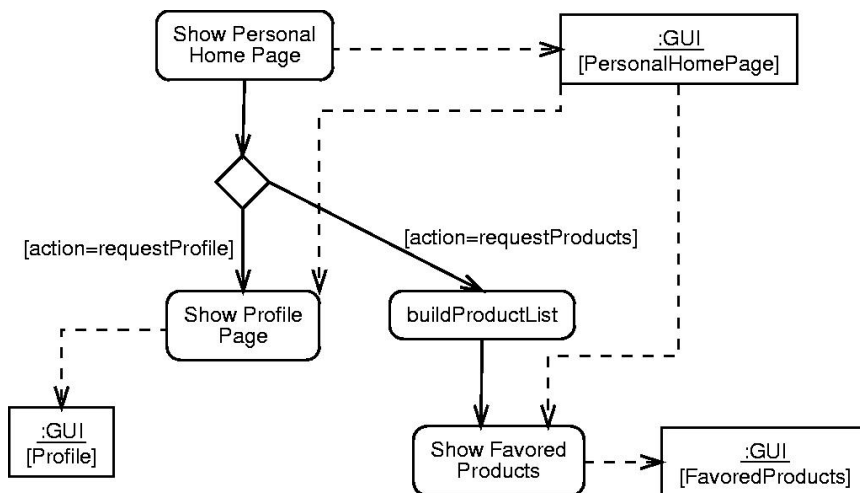 Show Personal
Home Page
:GUI
[PersonalHomePage]
[action=requestProfile]
[action=requestProducts]
Show Profile
Page
buildProductList
:GUI
[Profile]
Show Favored
Products
:GUI
[FavoredProducts]